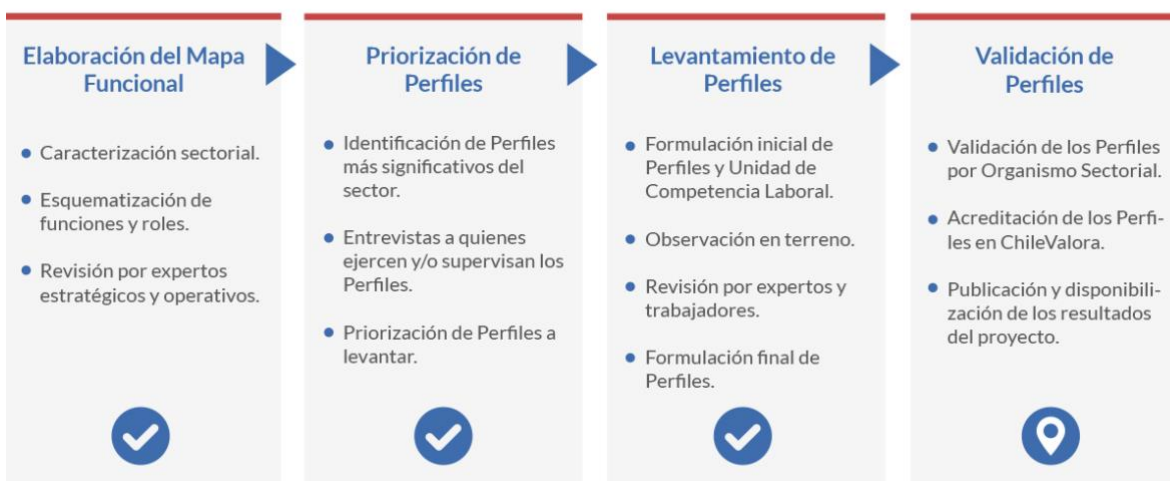 Elaboración del Mapa
Funcional
Caracterización sectorial.
Esquematización de
funciones y roles.
Revisión por expertos
estratégicos y operativos.
Priorización de
Perfiles
Identificación de Perfiles
más significativos del
sector.
Entrevistas a quienes
ejercen y/o supervisan los
Perfiles.
Priorización de Perfiles a
levantar.
Levantamiento de
Perfiles
Formulación inicial de
Perfiles y Unidad de
Competencia Laboral.
Observación en terreno.
Revisión por expertos y
trabajadores.
Formulación final de
Perfiles.
Validación de
Perfiles
Validación de los Perfiles
por Organismo Sectorial.
Acreditación de los Perfi-
les en ChileValora.
Publicación y disponibili-
zación de los resultados
del proyecto.